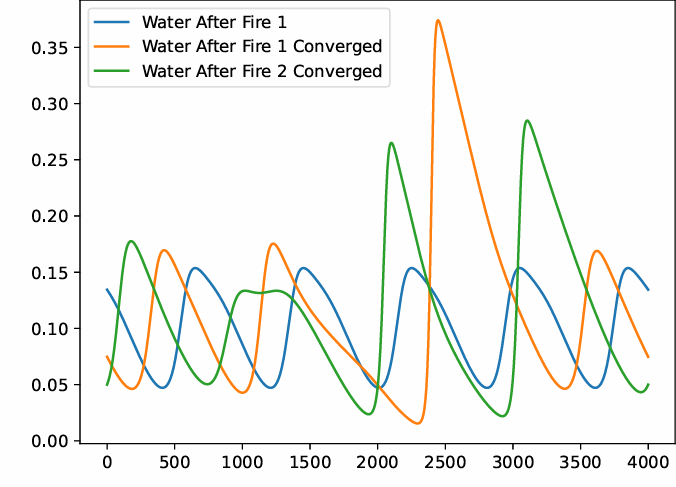 Water After Fire 1
Water After Fire 1 Converged
Water After Fire 2 Converged
0.35
0.30
0.25
0.20
0.15
0.10
0.05
0.00
0 500 1000 1500 2000 2500 3000 3500 4000